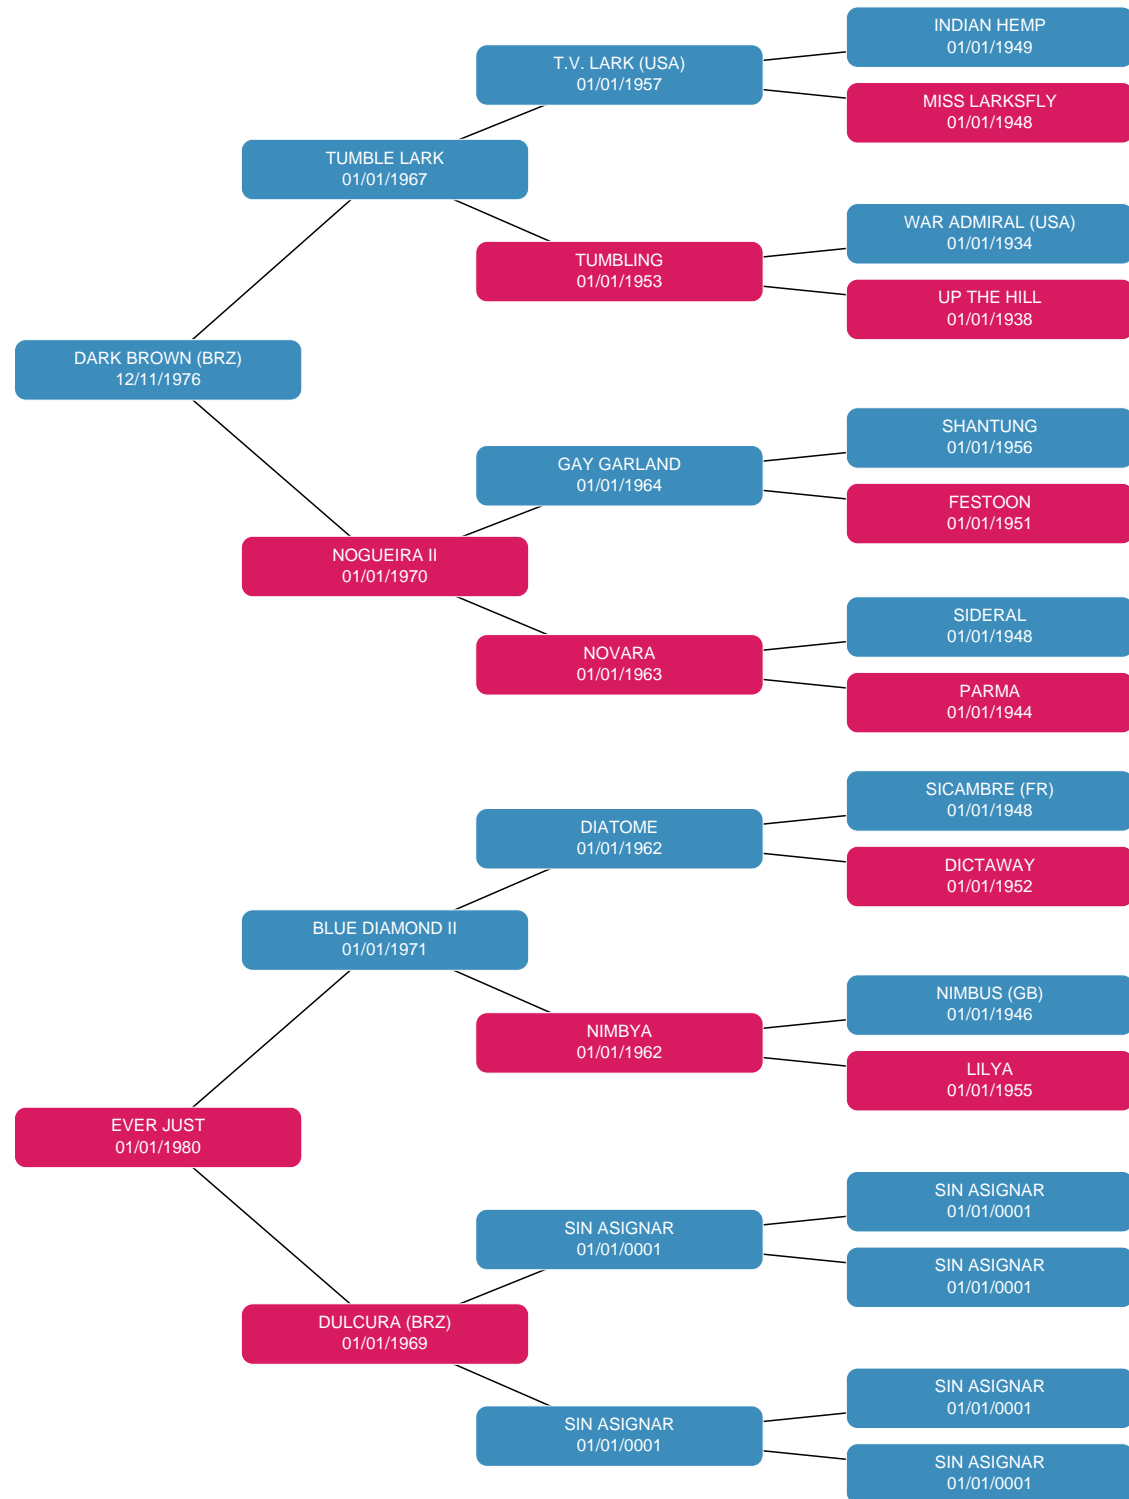 INDIAN HEMP
01/01/1949
T.V. LARK (USA)
01/01/1957
MISS LARKSFLY
01/01/1948
TUMBLE LARK
01/01/1967
WAR ADMIRAL (USA)
01/01/1934
TUMBLING
01/01/1953
UP THE HILL
01/01/1938
DARK BROWN (BRZ)
12/11/1976
SHANTUNG
01/01/1956
GAY GARLAND
01/01/1964
FESTOON
01/01/1951
NOGUEIRA II
01/01/1970
SIDERAL
01/01/1948
NOVARA
01/01/1963
PARMA
01/01/1944
SICAMBRE (FR)
01/01/1948
DIATOME
01/01/1962
DICTAWAY
01/01/1952
BLUE DIAMOND II
01/01/1971
NIMBUS (GB)
01/01/1946
NIMBYA
01/01/1962
LILYA
01/01/1955
EVER JUST
01/01/1980
SIN ASIGNAR
01/01/0001
SIN ASIGNAR
01/01/0001
SIN ASIGNAR
01/01/0001
DULCURA (BRZ)
01/01/1969
SIN ASIGNAR
01/01/0001
SIN ASIGNAR
01/01/0001
SIN ASIGNAR
01/01/0001